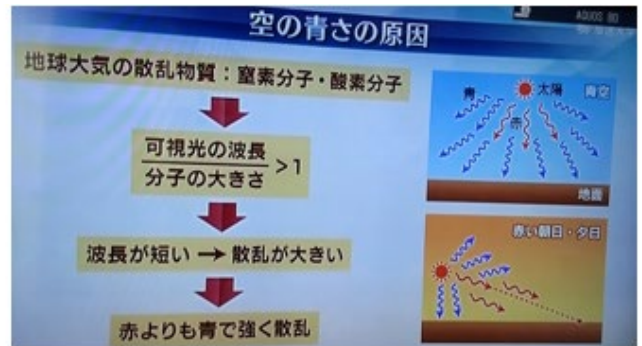 AQUOS BD
空の青さの原因
地球大気の散乱物質：窒素分子・酸素分子
可視光の波長
分子の大きさ
>1
波長が短い → 散乱が大きい
赤よりも青で強く散乱
青
太陽
青空
赤
地面
赤い朝日・夕日